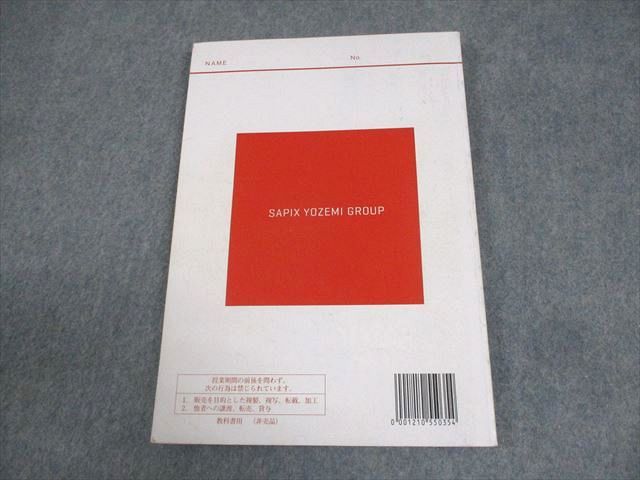 NAME No.
SAPIX YOZEMI GROUP
授業期間の前後を問わず、
次の行為は禁じられています。
1. 販売を目的とした複製、複写、転載、加工
2. 他者への譲渡、転売、貸与
教科書用 (非売品)
0 001210 530354